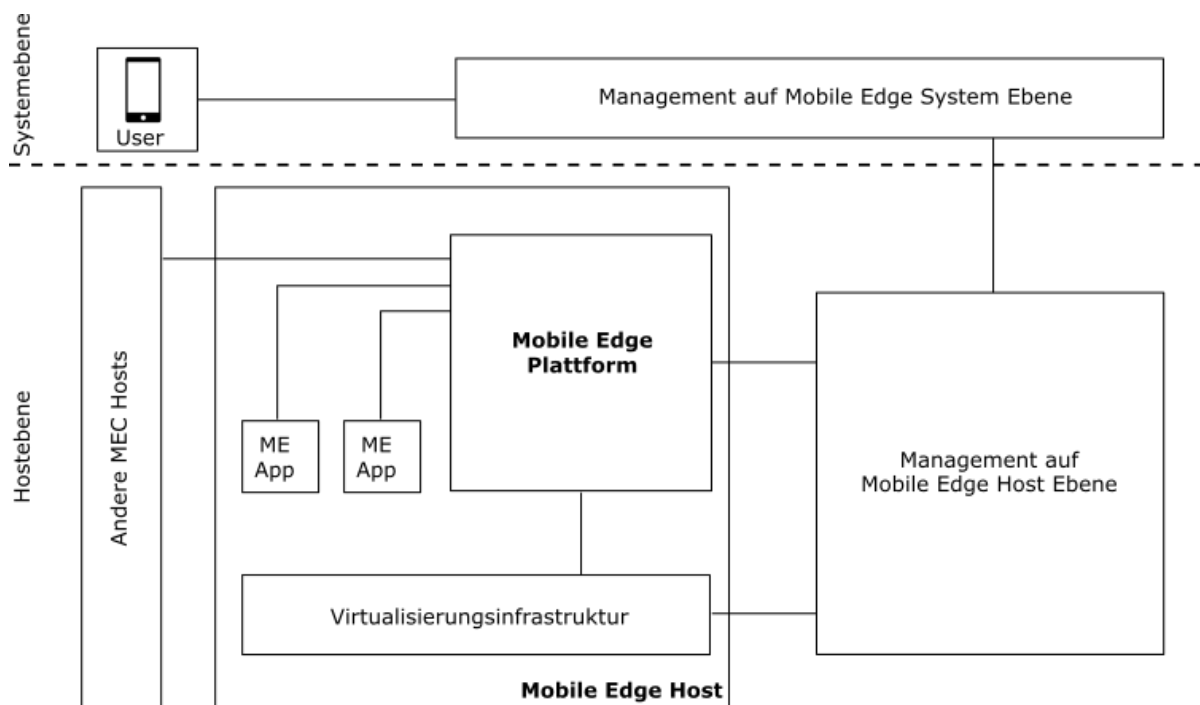 Systemebene
User
Management auf Mobile Edge System Ebene
Hostebene
Andere MEC Hosts
Mobile Edge
Plattform
ME
App
ME
App
Management auf
Mobile Edge Host Ebene
Virtualisierungsinfrastruktur
Mobile Edge Host